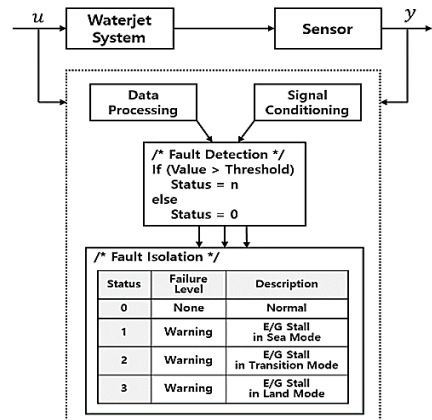 u
Waterjet
System
Sensor
y
Data
Processing
Signal
Conditioning
/* Fault Detection */
If (Value > Threshold)
Status = n
else
Status = 0
/* Fault Isolation */
Status
Failure
Level
Description
0
None
Normal
1
Warning
E/G Stall
in Sea Mode
2
Warning
E/G Stall
in Transition Mode
3
Warning
E/G Stall
in Land Mode